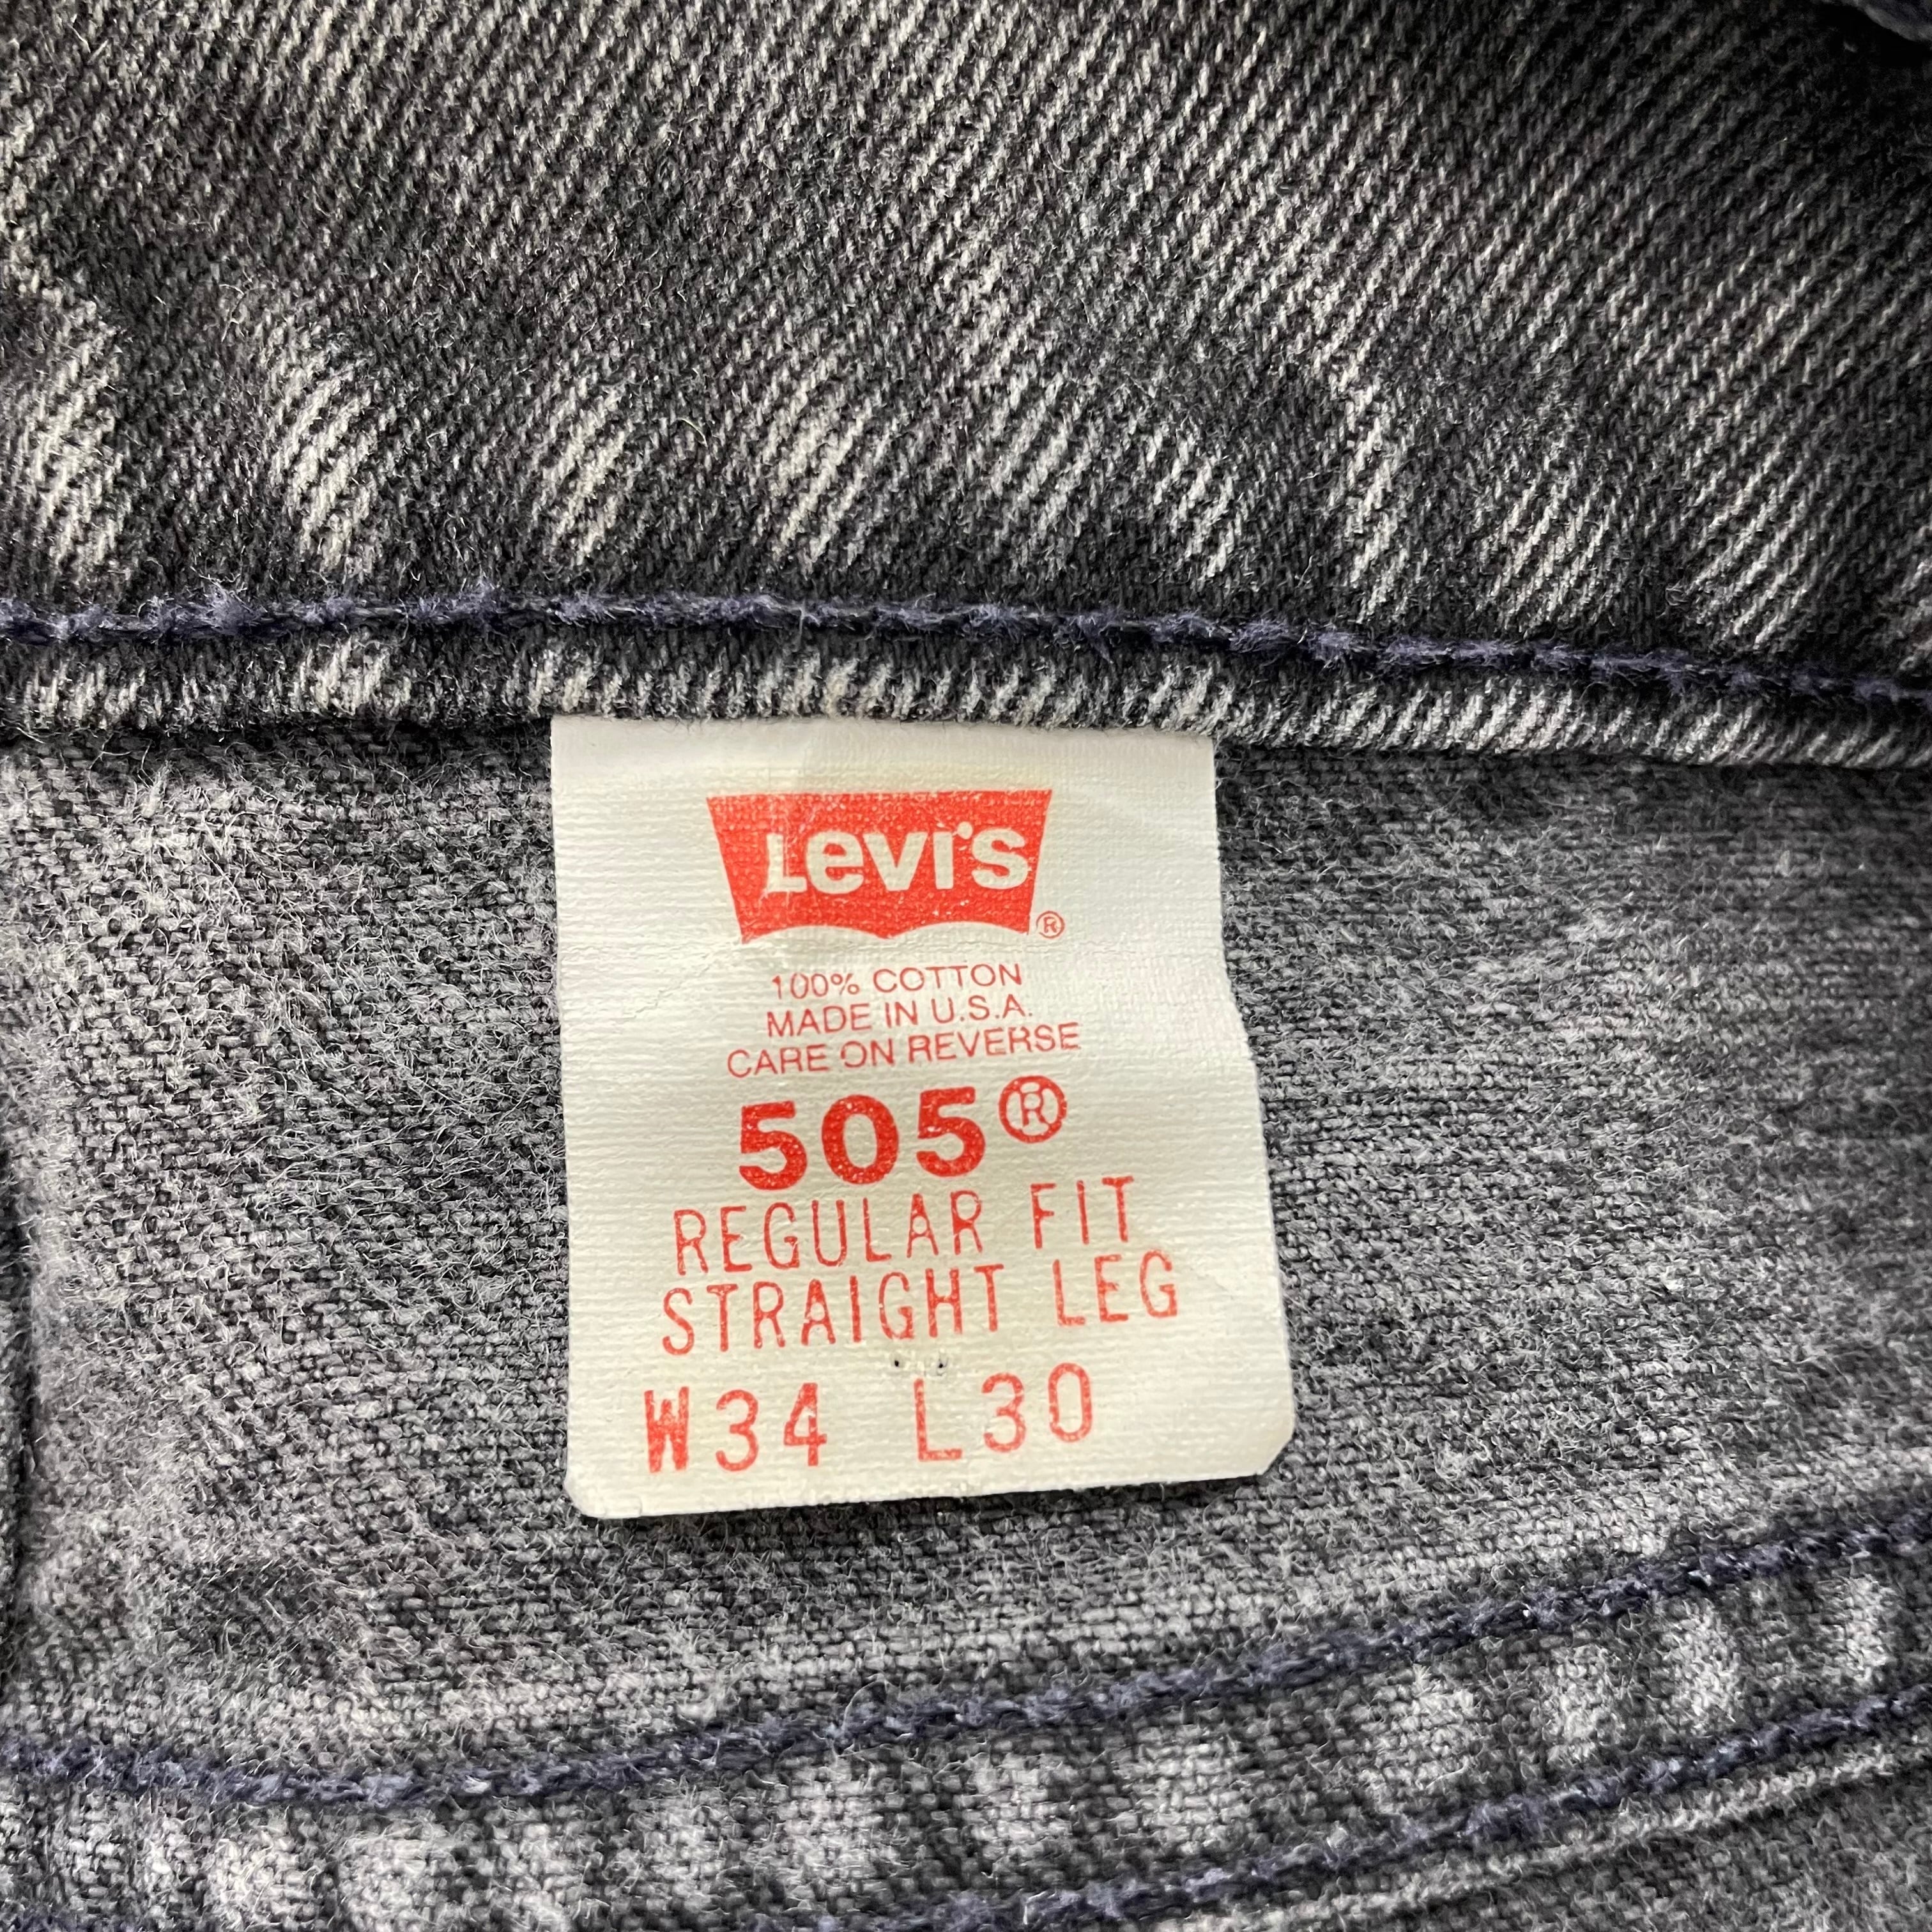 Levi's
®
100% COTTON
MADE IN U.S.A.
CARE ON REVERSE
505®
REGULAR FIT
STRAIGHT LEG
W34 L30